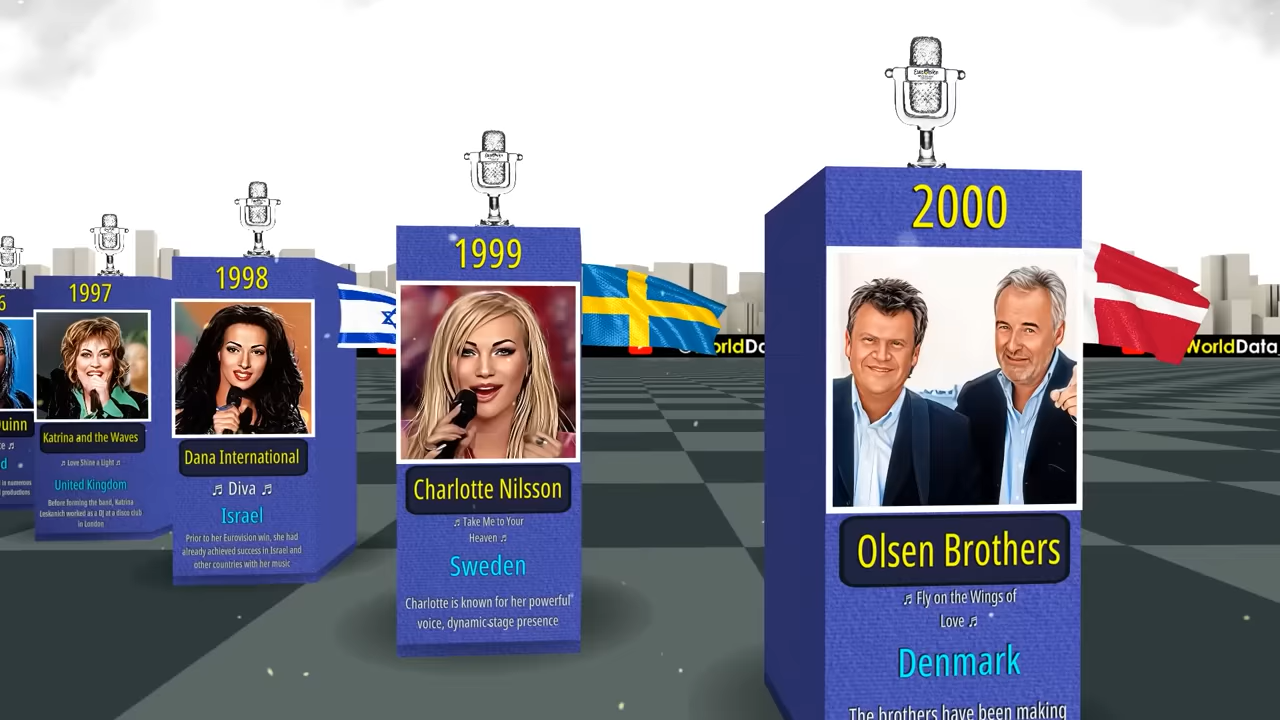 6
Quinn
d
1997
Katrina and the Waves
♬ Love Shine a Light ♬
United Kingdom
Before forming the band, Katrina
Leskanich worked as a DJ at a disco club
in London
1998
Dana International
♬ Diva ♬
Israel
Prior to her Eurovision win, she had
already achieved success in Israel and
other countries with her music
1999
Charlotte Nilsson
♬ Take Me to Your
Heaven ♬
Sweden
Charlotte is known for her powerful
voice, dynamic stage presence
2000
Olsen Brothers
♬ Fly on the Wings of
Love ♬
Denmark
The brothers have been making
orldDa
WorldData.